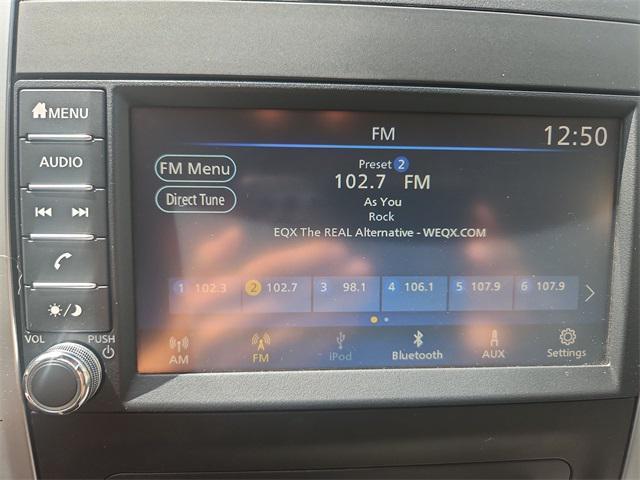 MENU
AUDIO
VOL
PUSH
FM
12:50
FM Menu
Direct Tune
Preset 2
102.7 FM
As You
Rock
EQX The REAL Alternative - WEQX.COM
1 102.3
2 102.7
3 98.1
4 106.1
5 107.9
6 107.9
AM
FM
iPod
Bluetooth
AUX
Settings